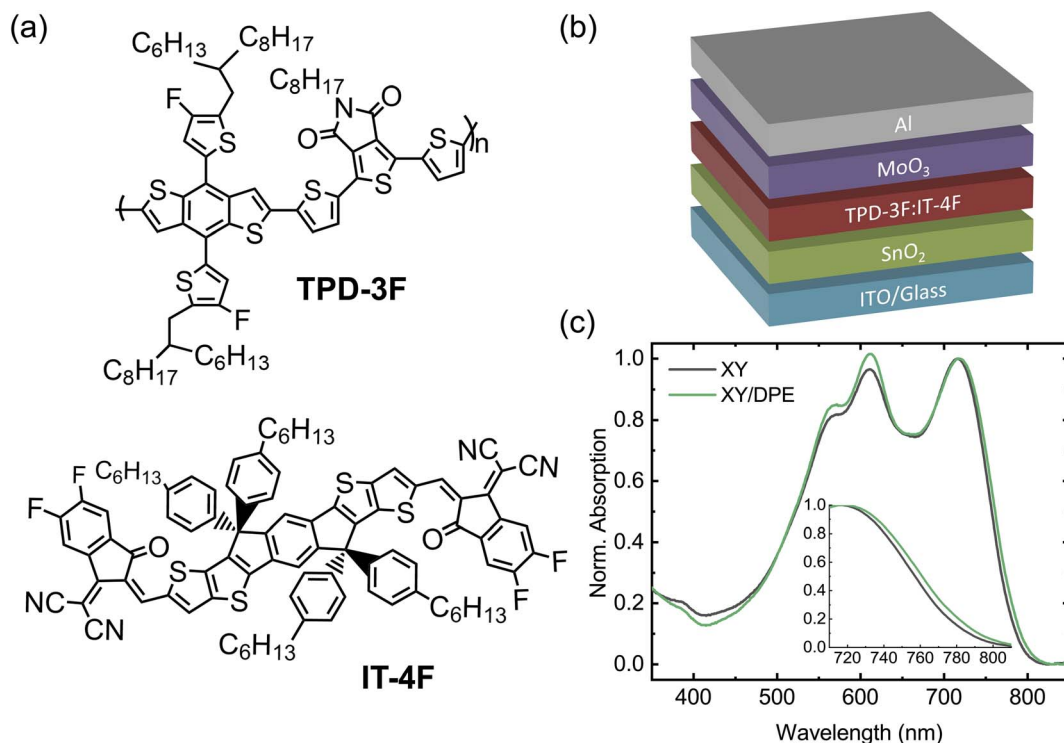 (a)
C₆H₁₃
C₈H₁₇
C₈H₁₇
F
S
N
O
O
S
S
n
S
S
S
S
TPD-3F
F
C₈H₁₇
C₆H₁₃
C₆H₁₃
C₆H₁₃
NC
CN
F
F
S
S
O
O
F
F
S
S
NC
CN
C₆H₁₃
C₆H₁₃
IT-4F
(b)
Al
MoO₃
TPD-3F:IT-4F
SnO₂
ITO/Glass
(c)
XY
XY/DPE
Norm. Absorption
1.0
0.8
0.6
0.4
0.2
0.0
1.0
0.8
0.6
0.4
0.2
0.0
720 740 760 780 800
400 500 600 700 800
Wavelength (nm)